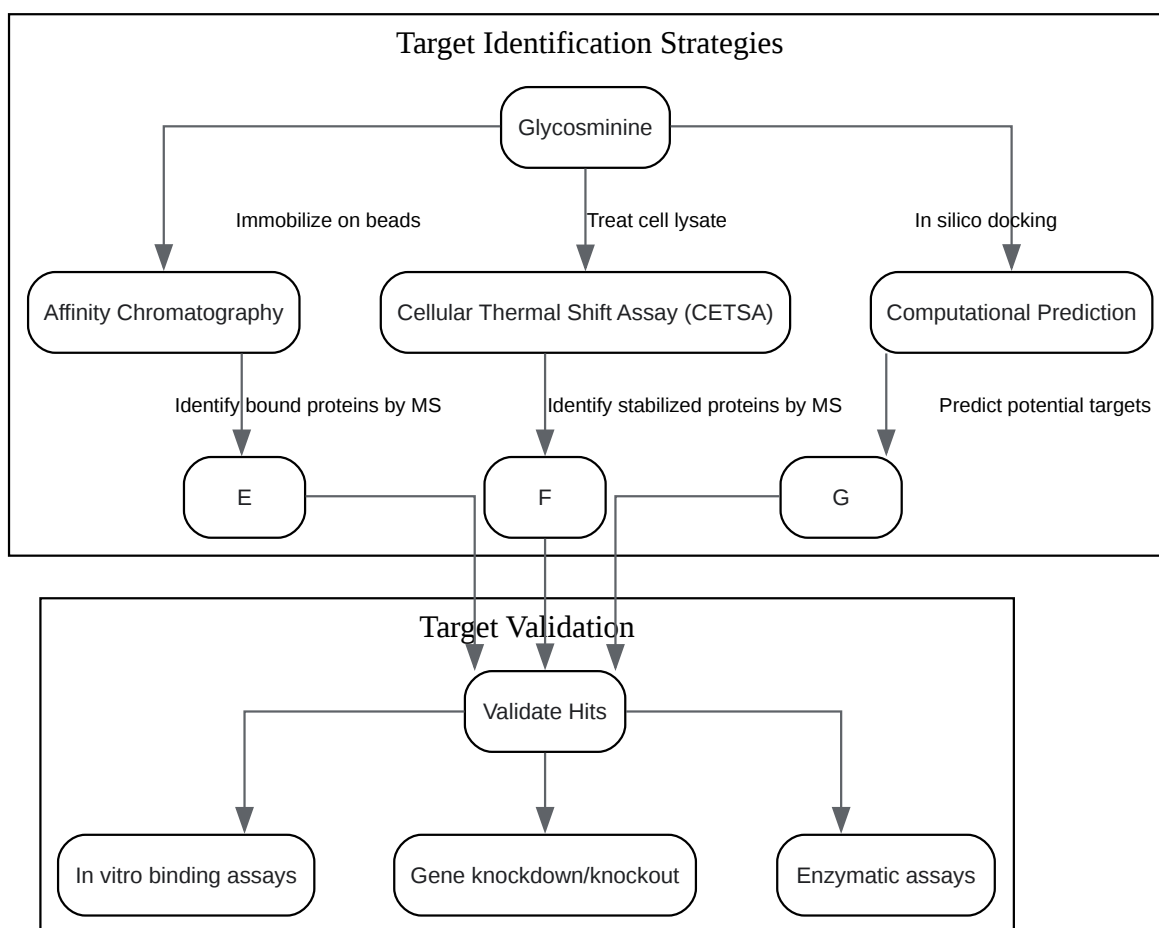 Target Identification Strategies
Glycosminine
Immobilize on beads
Treat cell lysate
In silico docking
Affinity Chromatography
Cellular Thermal Shift Assay (CETSA)
Computational Prediction
Identify bound proteins by MS
Identify stabilized proteins by MS
Predict potential targets
E
F
G
Target Validation
Validate Hits
In vitro binding assays
Gene knockdown/knockout
Enzymatic assays